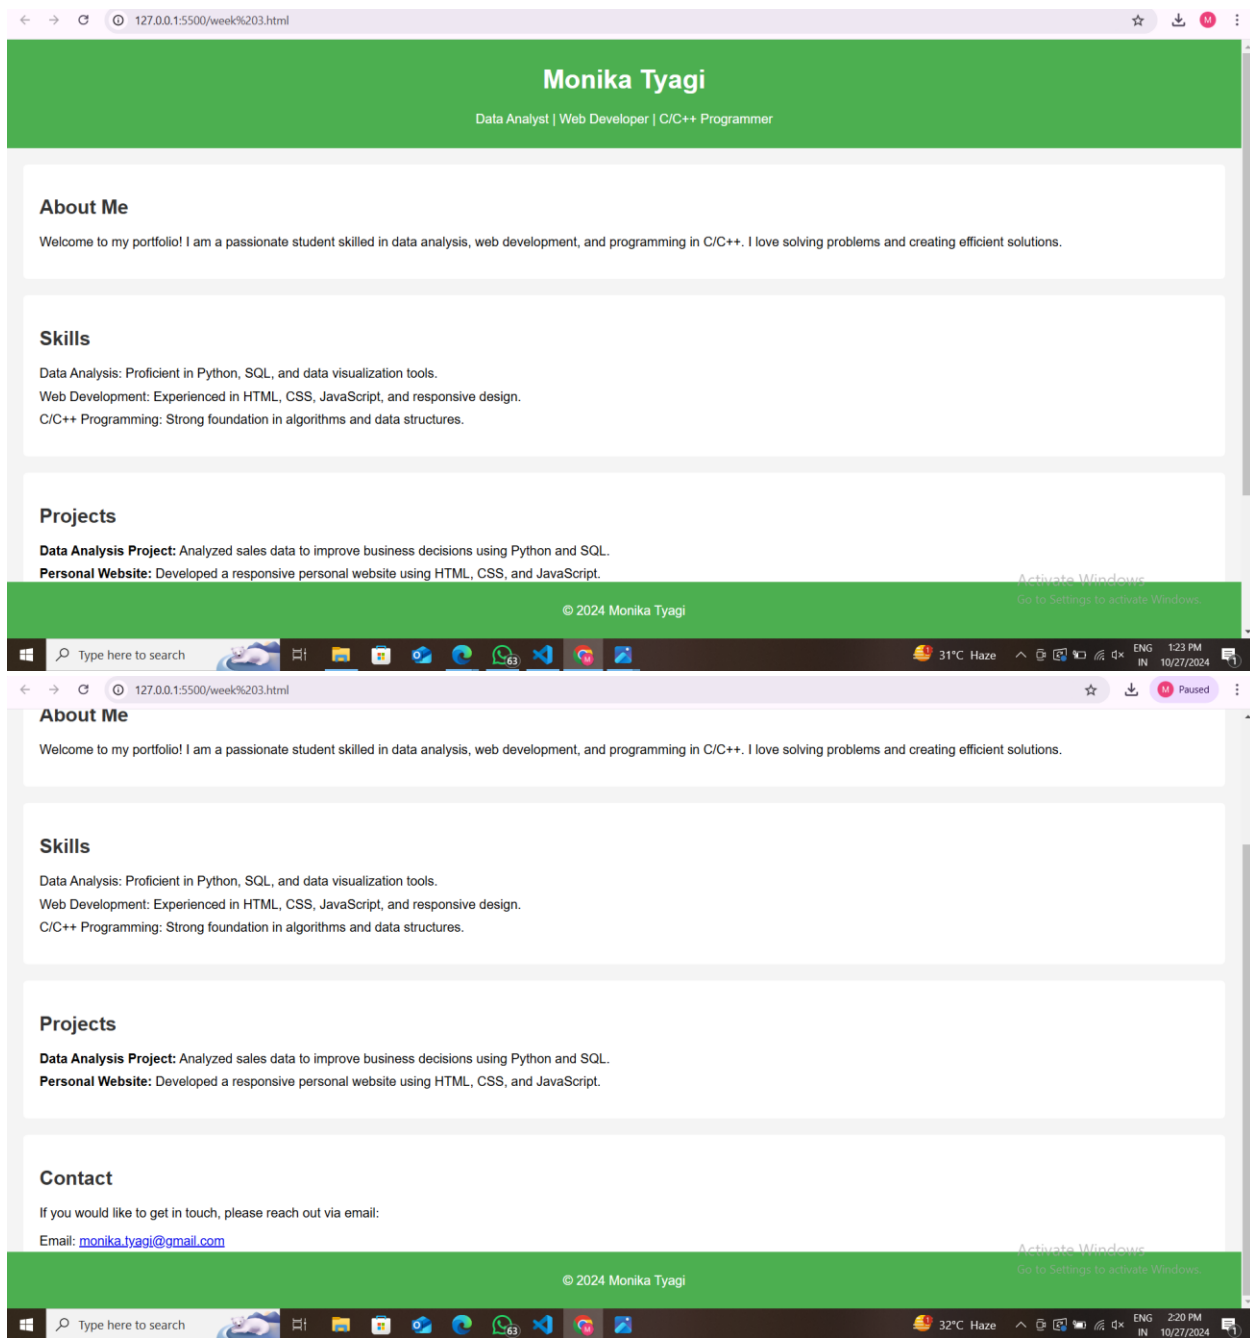 127.0.0.1:5500/week%203.html
M
Monika Tyagi
Data Analyst | Web Developer | C/C++ Programmer
About Me
Welcome to my portfolio! I am a passionate student skilled in data analysis, web development, and programming in C/C++. I love solving problems and creating efficient solutions.
Skills
Data Analysis: Proficient in Python, SQL, and data visualization tools.
Web Development: Experienced in HTML, CSS, JavaScript, and responsive design.
C/C++ Programming: Strong foundation in algorithms and data structures.
Projects
Data Analysis Project: Analyzed sales data to improve business decisions using Python and SQL.
Personal Website: Developed a responsive personal website using HTML, CSS, and JavaScript.
Activate Windows
Go to Settings to activate Windows.
© 2024 Monika Tyagi
Type here to search
63
31°C Haze
ENG
IN
1:23 PM
10/27/2024
1
127.0.0.1:5500/week%203.html
M Paused
About Me
Welcome to my portfolio! I am a passionate student skilled in data analysis, web development, and programming in C/C++. I love solving problems and creating efficient solutions.
Skills
Data Analysis: Proficient in Python, SQL, and data visualization tools.
Web Development: Experienced in HTML, CSS, JavaScript, and responsive design.
C/C++ Programming: Strong foundation in algorithms and data structures.
Projects
Data Analysis Project: Analyzed sales data to improve business decisions using Python and SQL.
Personal Website: Developed a responsive personal website using HTML, CSS, and JavaScript.
Contact
If you would like to get in touch, please reach out via email:
Email: monika.tyagi@gmail.com
Activate Windows
Go to Settings to activate Windows.
© 2024 Monika Tyagi
Type here to search
63
32°C Haze
ENG
IN
2:20 PM
10/27/2024
1